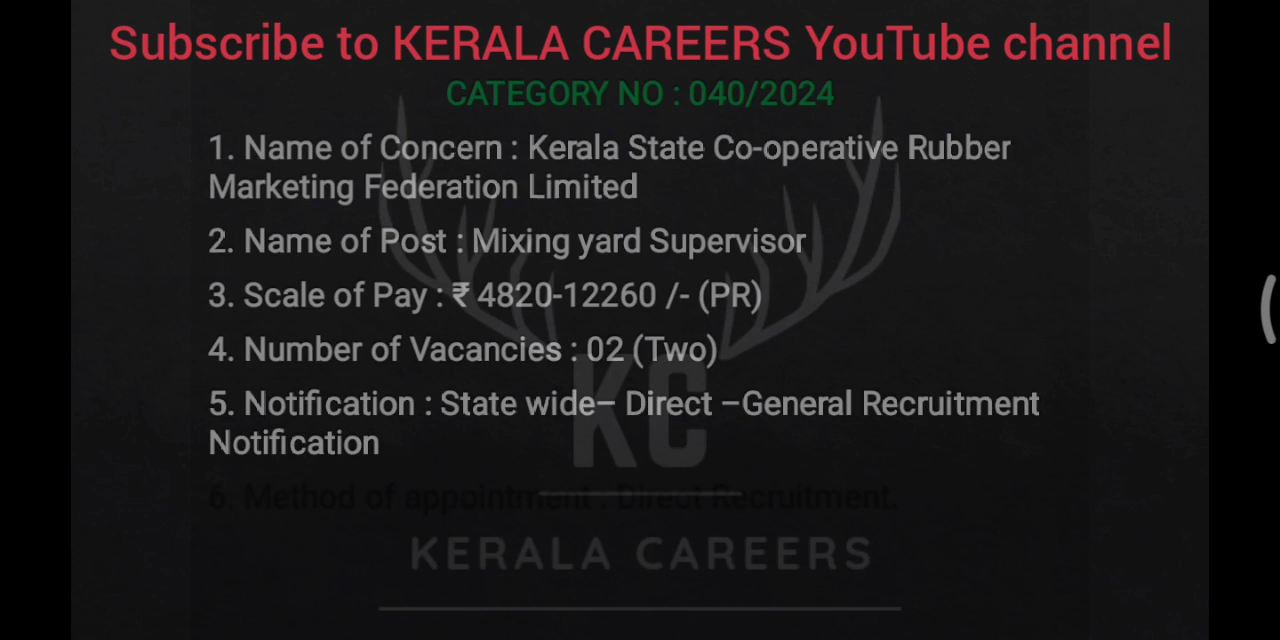 Subscribe to KERALA CAREERS YouTube channel
CATEGORY NO : 040/2024
1. Name of Concern : Kerala State Co-operative Rubber
Marketing Federation Limited
2. Name of Post : Mixing yard Supervisor
3. Scale of Pay : ₹ 4820-12260 /- (PR)
4. Number of Vacancies : 02 (Two)
5. Notification : State wide– Direct –General Recruitment
Notification
KC
6. Method of appointment : Direct Recruitment.
KERALA CAREERS